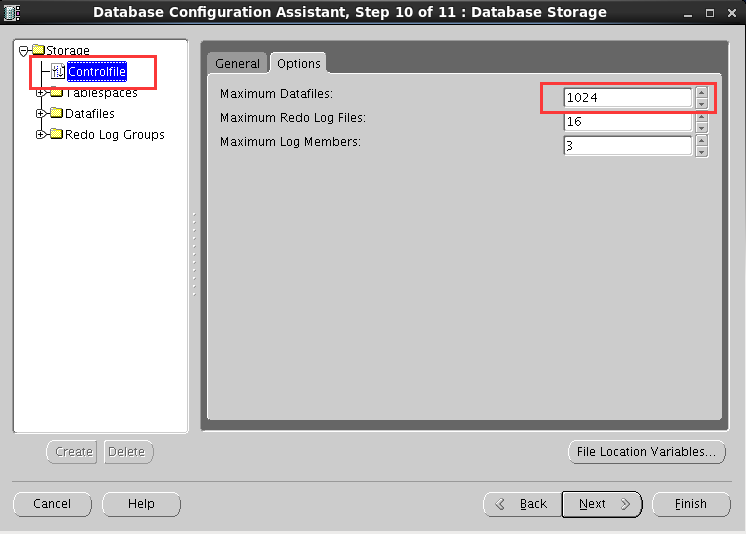 Database Configuration Assistant, Step 10 of 11 : Database Storage
Storage
Controlfile
Tablespaces
Datafiles
Redo Log Groups
General Options
Maximum Datafiles: 1024
Maximum Redo Log Files: 16
Maximum Log Members: 3
Create Delete
File Location Variables...
Cancel Help Back Next Finish